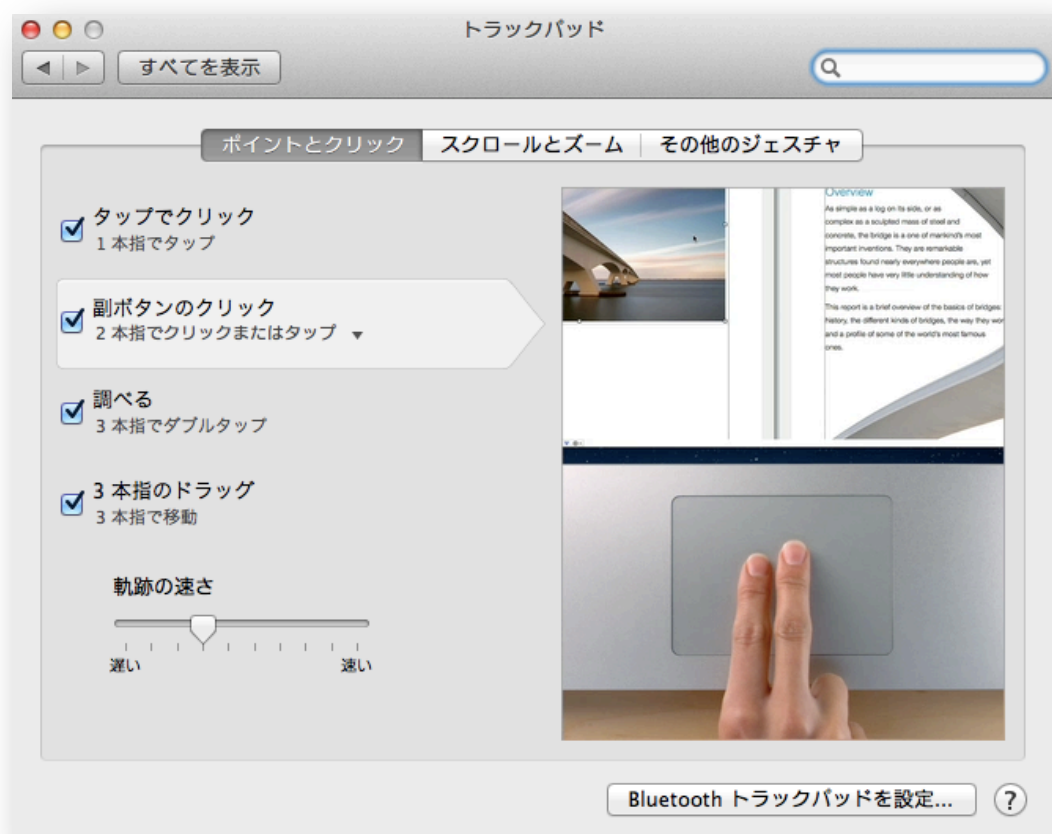 トラックパッド
すべてを表示
ポイントとクリック
スクロールとズーム
その他のジェスチャ
タップでクリック
1 本指でタップ
副ボタンのクリック
2 本指でクリックまたはタップ
調べる
3 本指でダブルタップ
3 本指のドラッグ
3 本指で移動
軌跡の速さ
遅い
速い
Overview
As simple as a log on its side, or as
complex as a sculpted mass of steel and
concrete, the bridge is a one of mankind's most
important inventions. They are remarkable
structures found nearly everywhere people are, yet
most people have very little understanding of how
they work.
This report is a brief overview of the basics of bridges:
history, the different kinds of bridges, the way they wor
and a profile of some of the world's most famous
ones.
Bluetooth トラックパッドを設定...
?